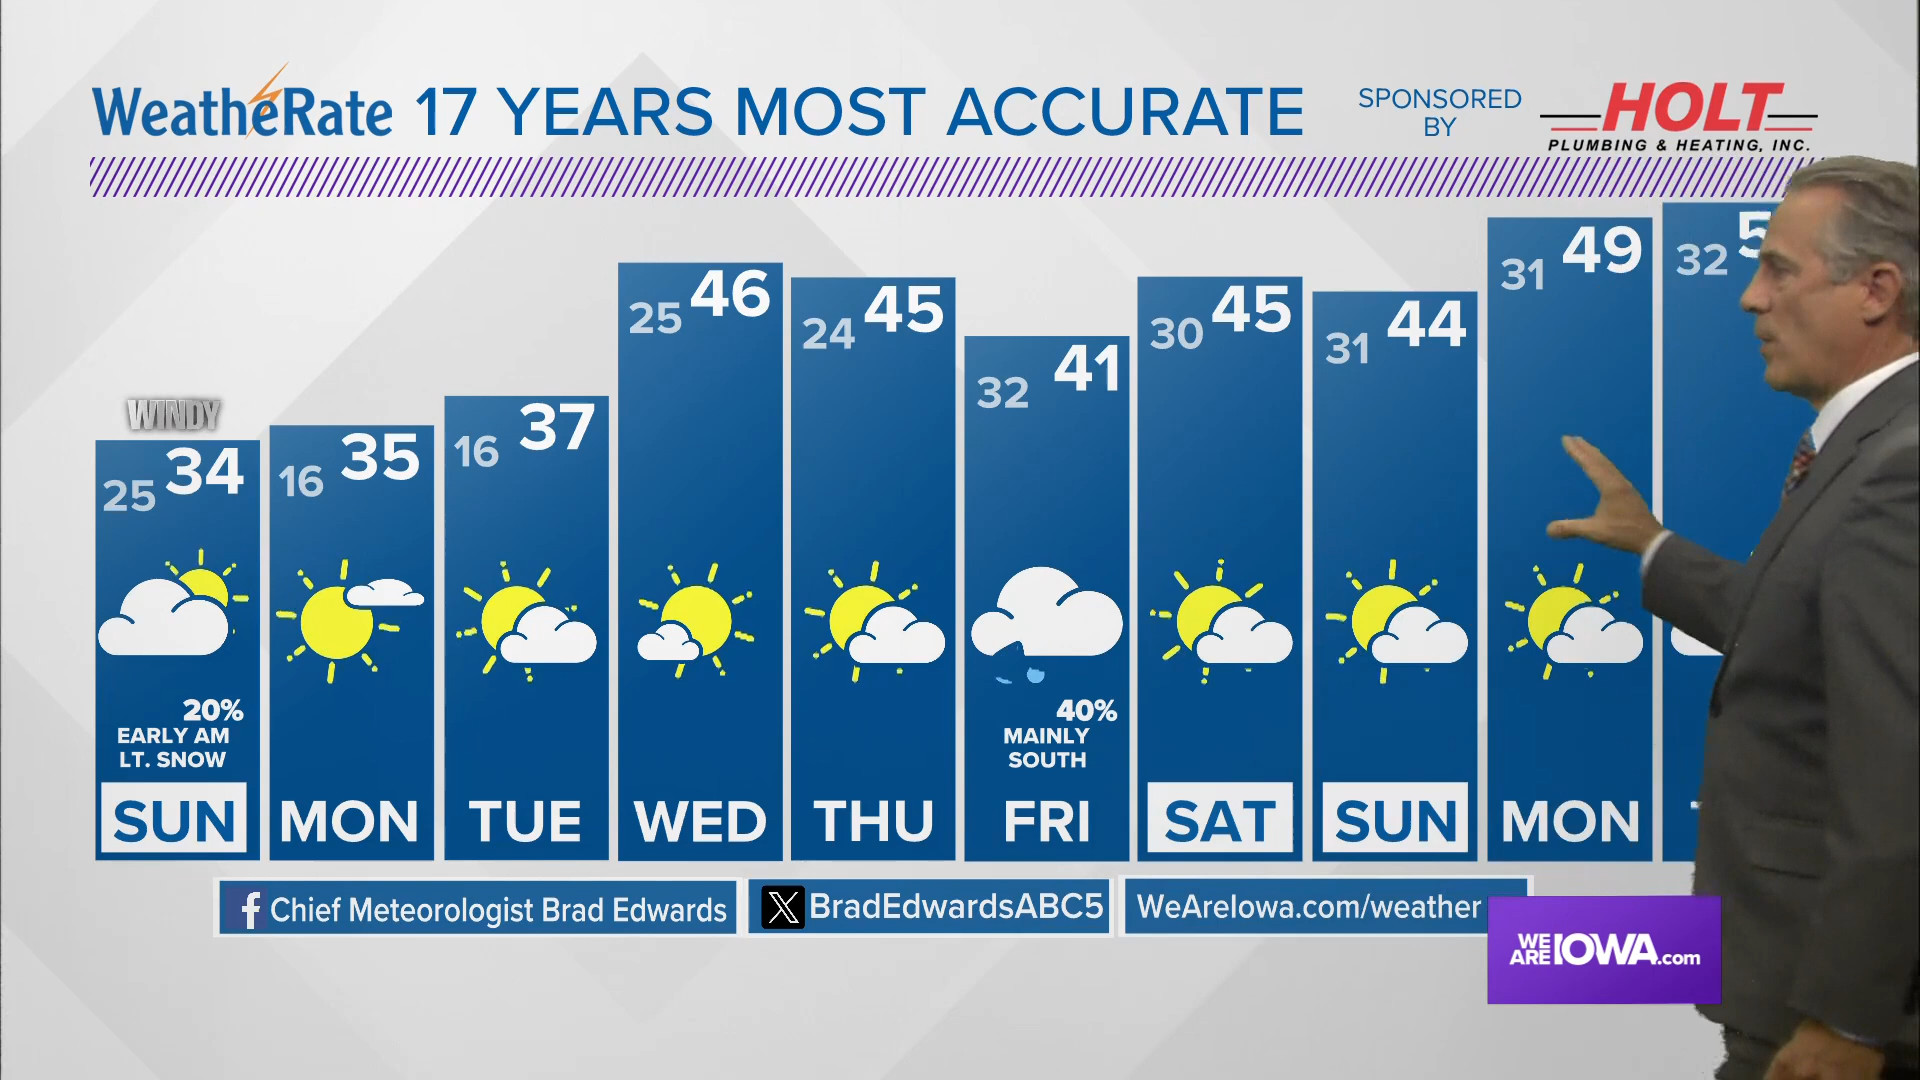 WeatheRate 17 YEARS MOST ACCURATE
SPONSORED
BY
HOLT
PLUMBING & HEATING, INC.
WINDY
25 34
20%
EARLY AM
LT. SNOW
SUN
16 35
MON
16 37
TUE
25 46
WED
24 45
THU
32 41
40%
MAINLY
SOUTH
FRI
30 45
SAT
31 44
SUN
31 49
MON
32
f Chief Meteorologist Brad Edwards
X BradEdwardsABC5
WeAreIowa.com/weather
WE
ARE IOWA.com